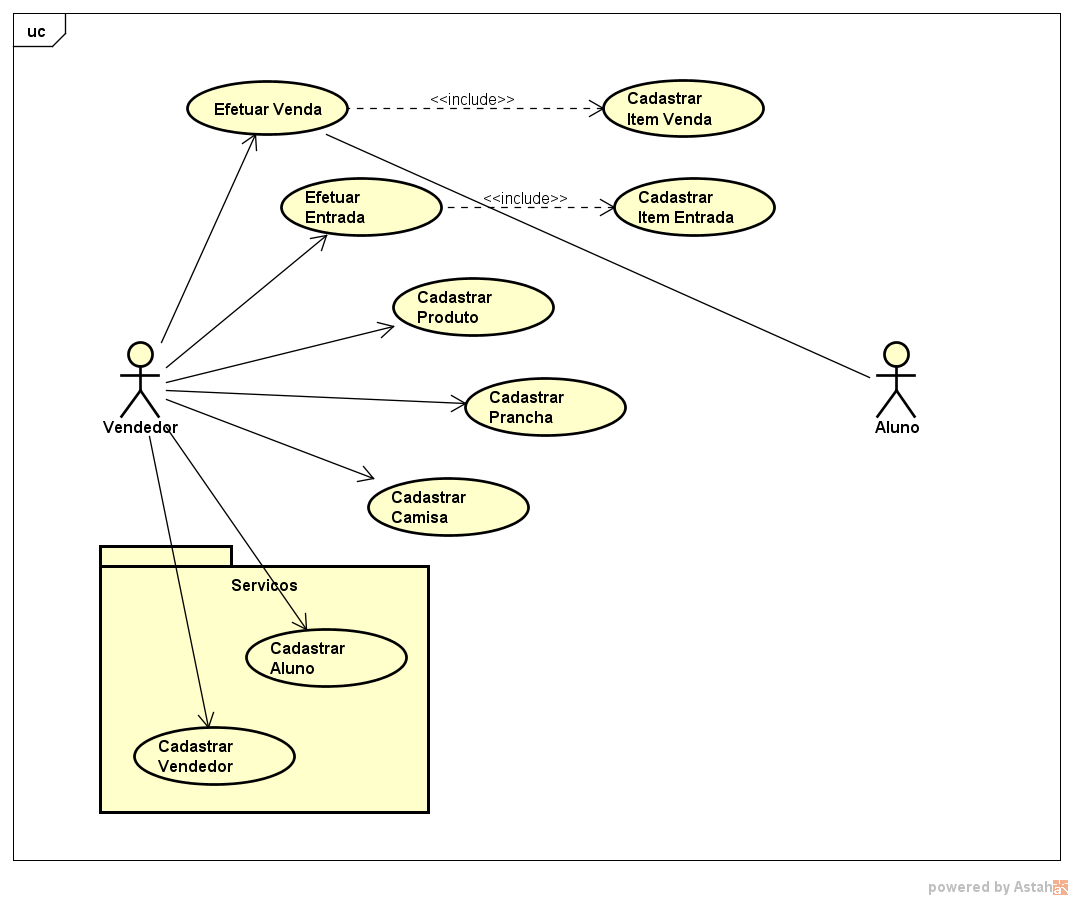 uc
Efetuar Venda
<<include>>
Cadastrar
Item Venda
Efetuar
Entrada
<<include>>
Cadastrar
Item Entrada
Cadastrar
Produto
Cadastrar
Prancha
Vendedor
Aluno
Cadastrar
Camisa
Servicos
Cadastrar
Aluno
Cadastrar
Vendedor
powered by Astah